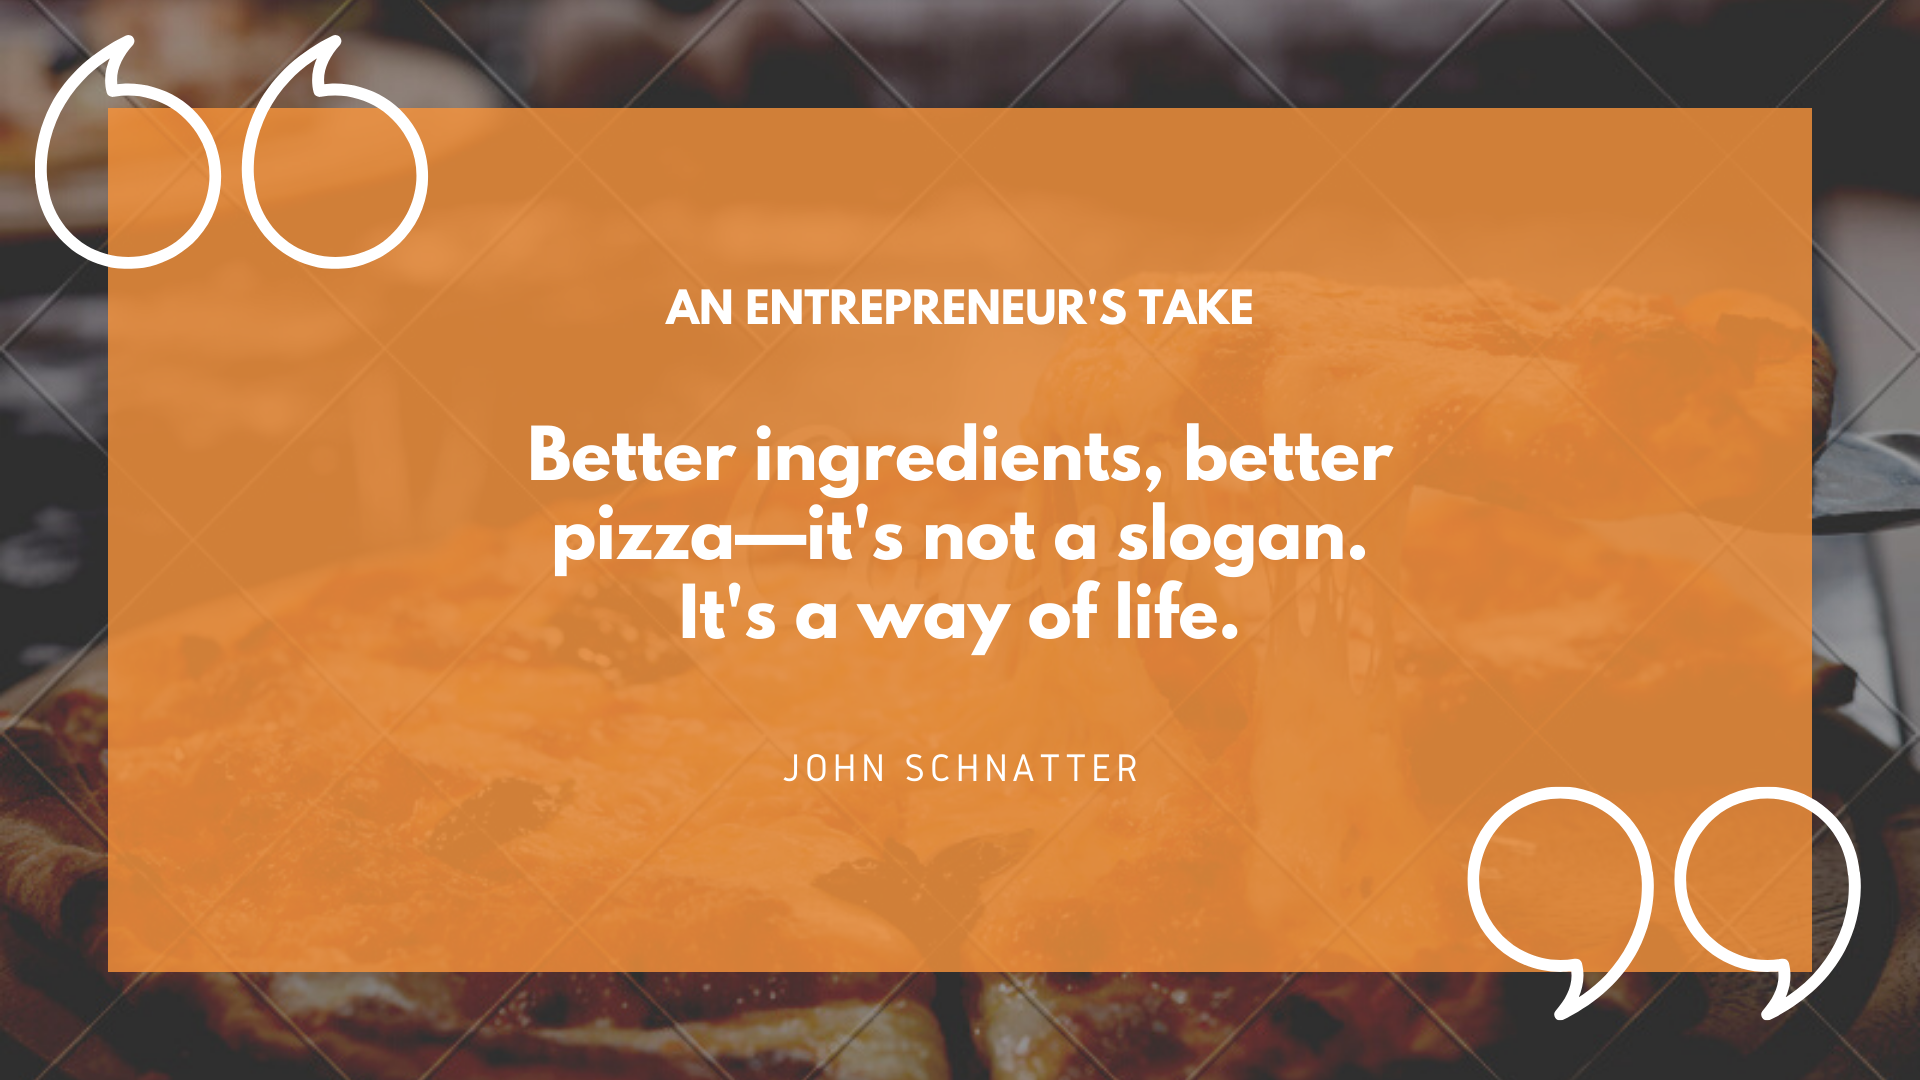 AN ENTREPRENEUR'S TAKE
Better ingredients, better
pizza—it's not a slogan.
It's a way of life.
JOHN SCHNATTER